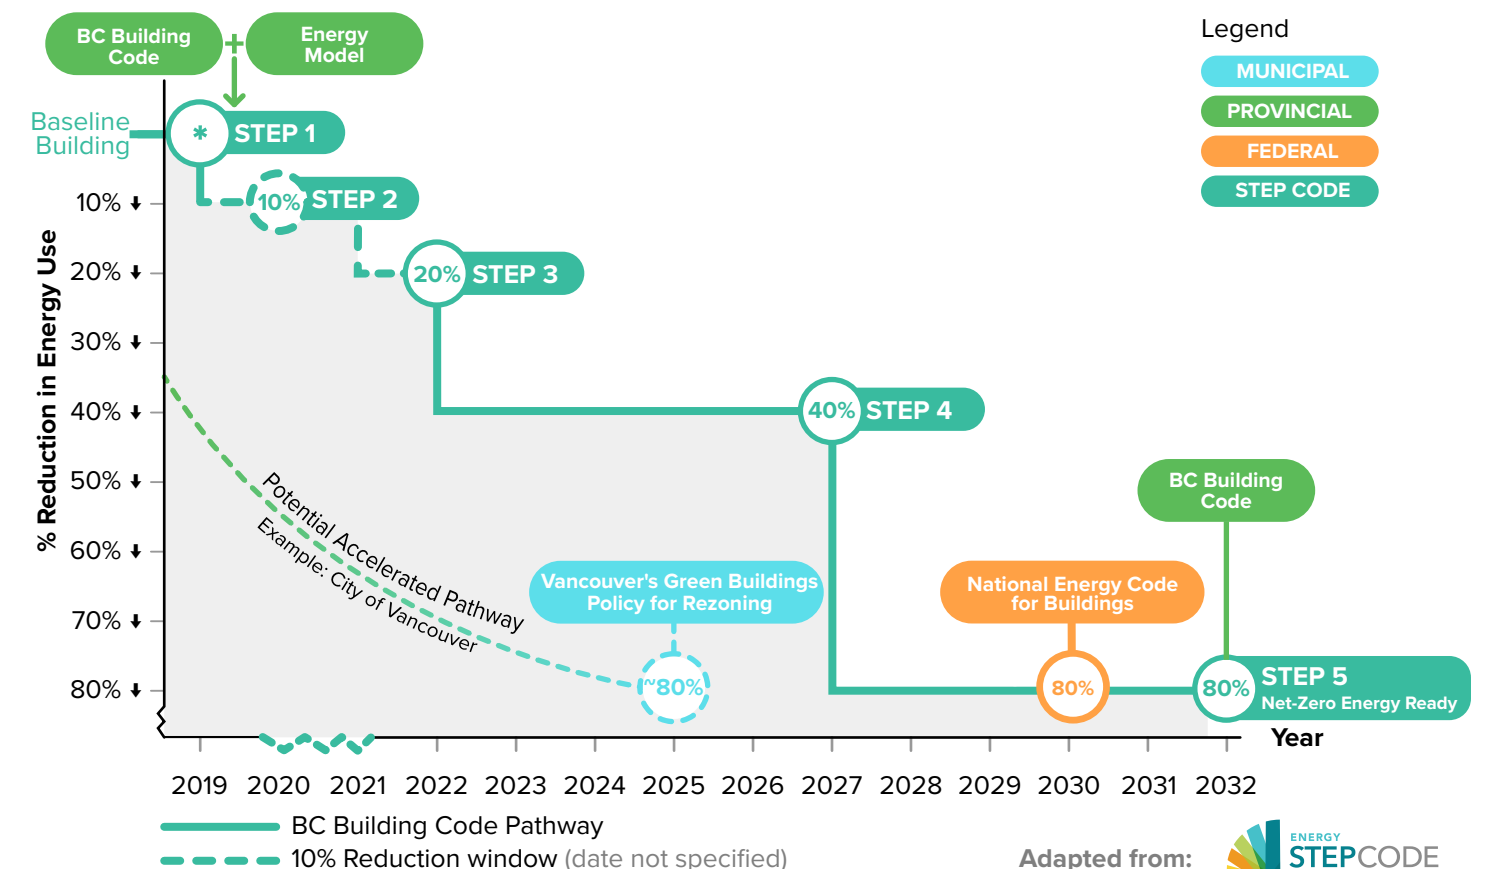 BC Building
Code
+
Energy
Model
Legend
MUNICIPAL
PROVINCIAL
FEDERAL
STEP CODE
Baseline
Building
*
STEP 1
10%
STEP 2
20%
STEP 3
40%
STEP 4
BC Building
Code
Vancouver's Green Buildings
Policy for Rezoning
~80%
National Energy Code
for Buildings
80%
80%
STEP 5
Net-Zero Energy Ready
Potential Accelerated Pathway
Example: City of Vancouver
% Reduction in Energy Use
10%
20%
30%
40%
50%
60%
70%
80%
Year
2019 2020 2021 2022 2023 2024 2025 2026 2027 2028 2029 2030 2031 2032
BC Building Code Pathway
10% Reduction window (date not specified)
Adapted from:
ENERGY
STEPCODE